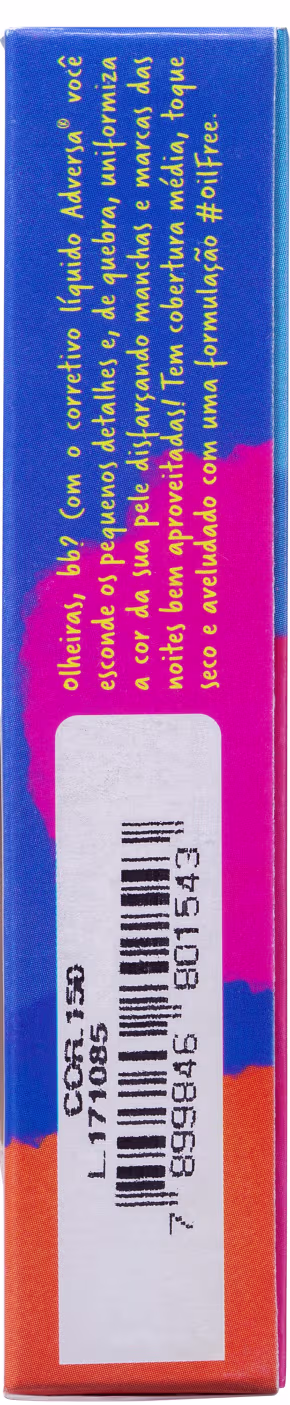 olheiras, bb? Com o corretivo líquido Adversa® você
esconde os pequenos detalhes e, de quebra, uniformiza
a cor da sua pele disfarçando manchas e marcas das
noites bem aproveitadas! Tem cobertura média, toque
seco e aveludado com uma formulação #oilFree.
COR.150
L.171085
7 899846 801543